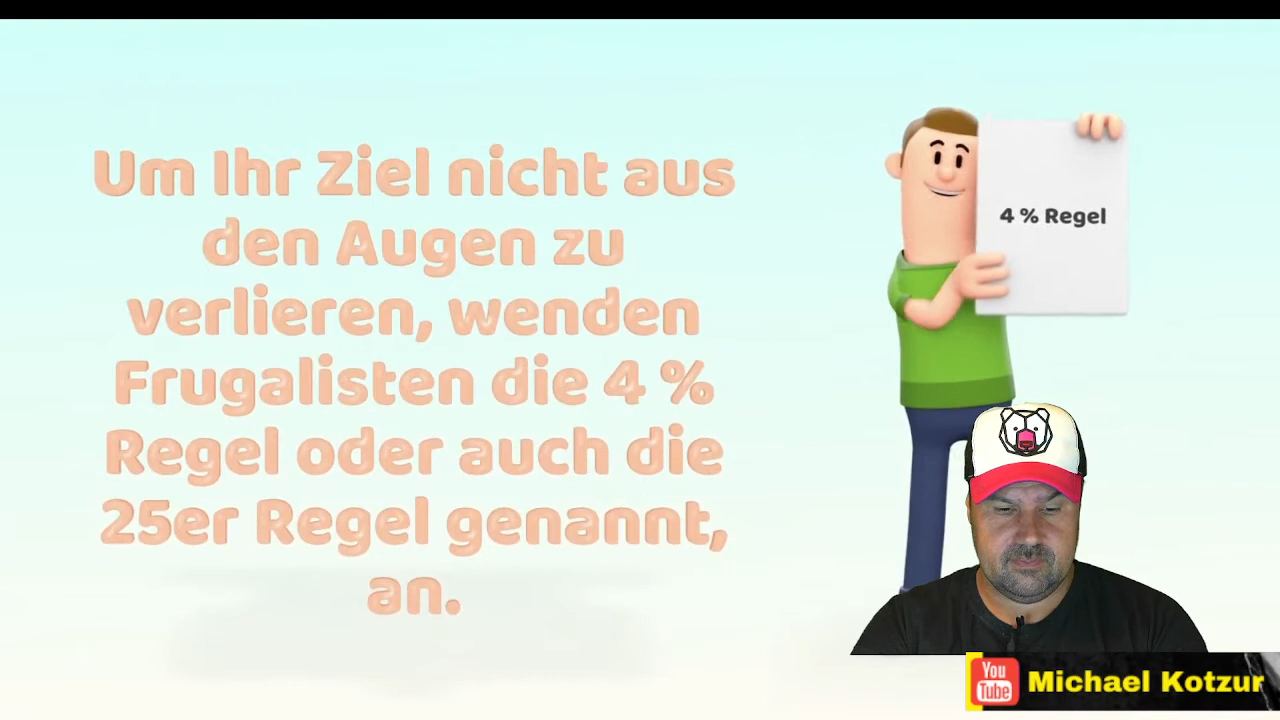 Um Ihr Ziel nicht aus
den Augen zu
verlieren, wenden
Frugalisten die 4 %
Regel oder auch die
25er Regel genannt,
an.
4 % Regel
You
Tube
Michael Kotzur